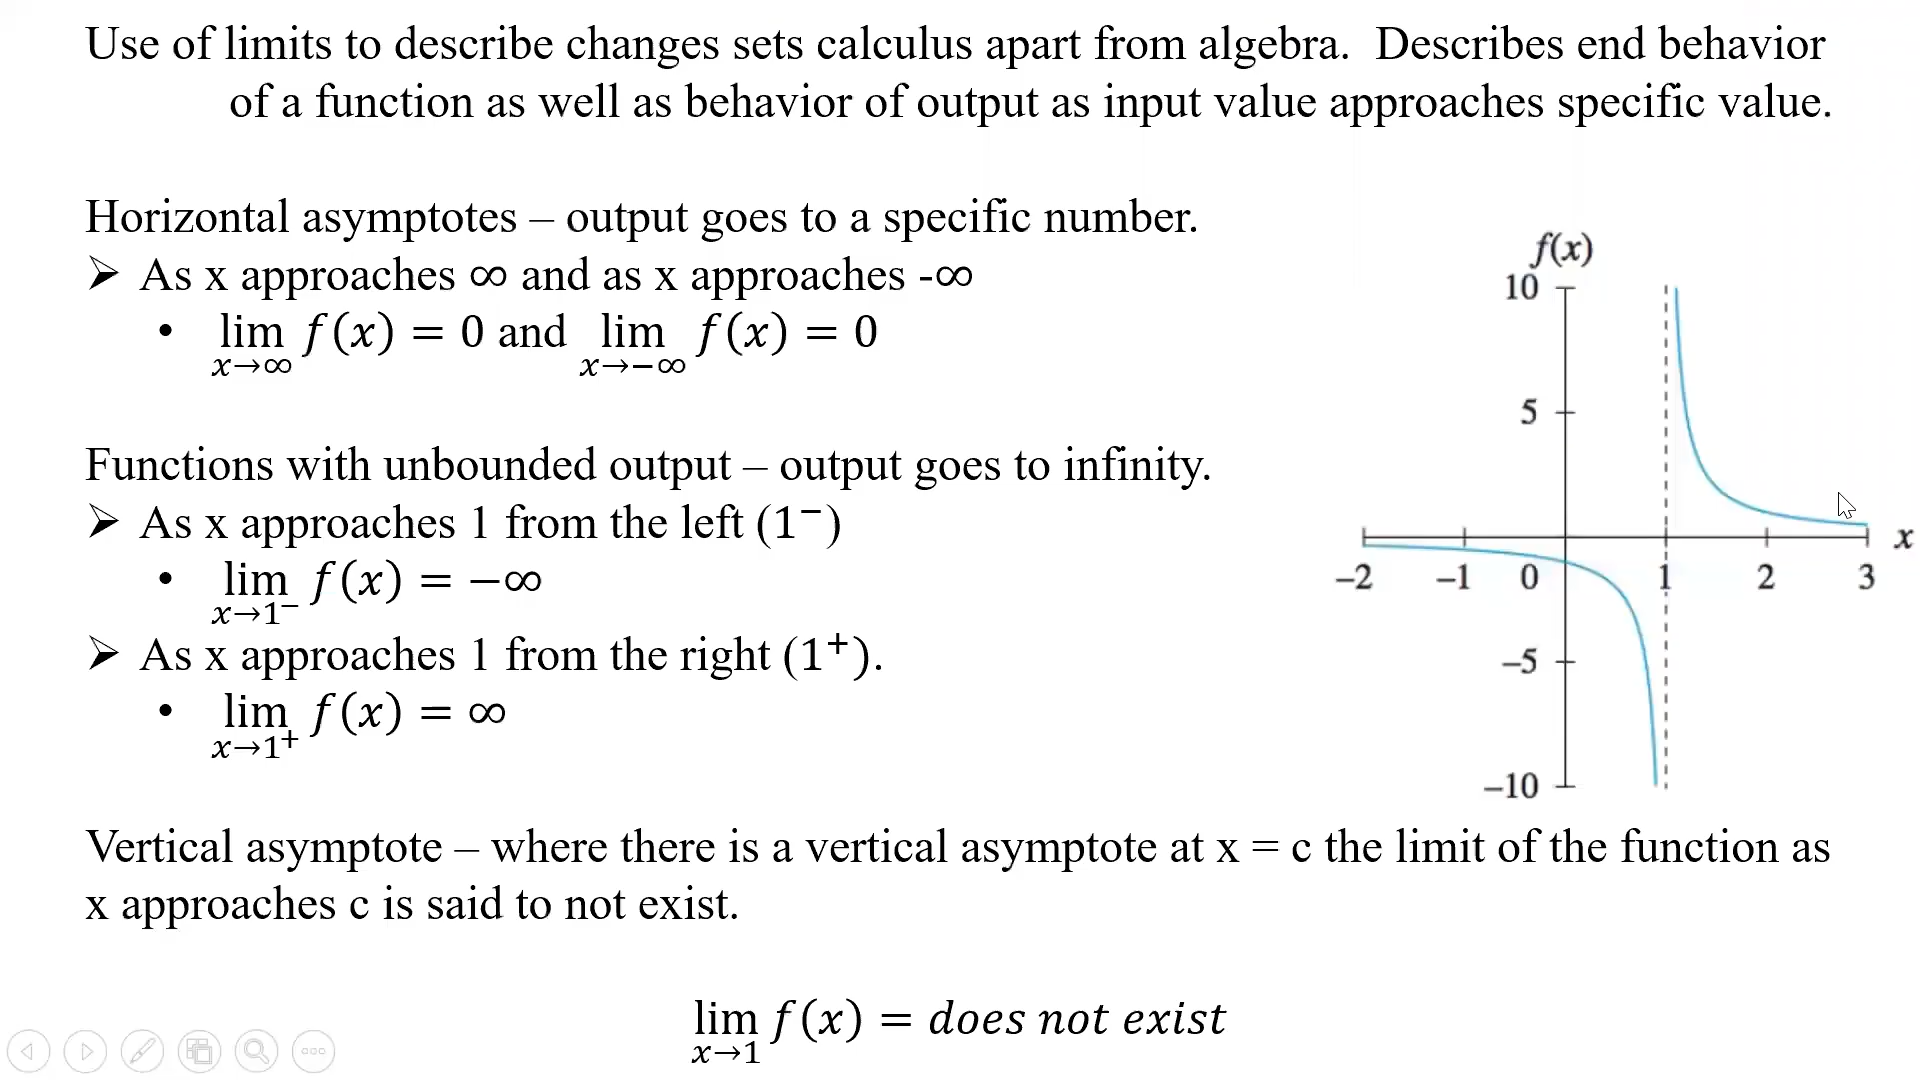 Use of limits to describe changes sets calculus apart from algebra.  Describes end behavior
of a function as well as behavior of output as input value approaches specific value.
Horizontal asymptotes – output goes to a specific number.
➢ As x approaches ∞ and as x approaches -∞
• lim f(x) = 0 and lim f(x) = 0
x→∞ x→−∞
Functions with unbounded output – output goes to infinity.
➢ As x approaches 1 from the left (1⁻)
• lim f(x) = −∞
x→1⁻
➢ As x approaches 1 from the right (1⁺).
• lim f(x) = ∞
x→1⁺
Vertical asymptote – where there is a vertical asymptote at x = c the limit of the function as
x approaches c is said to not exist.
lim f(x) = does not exist
x→1
f(x)
10
5
x
–2 –1 0 1 2 3
–5
–10